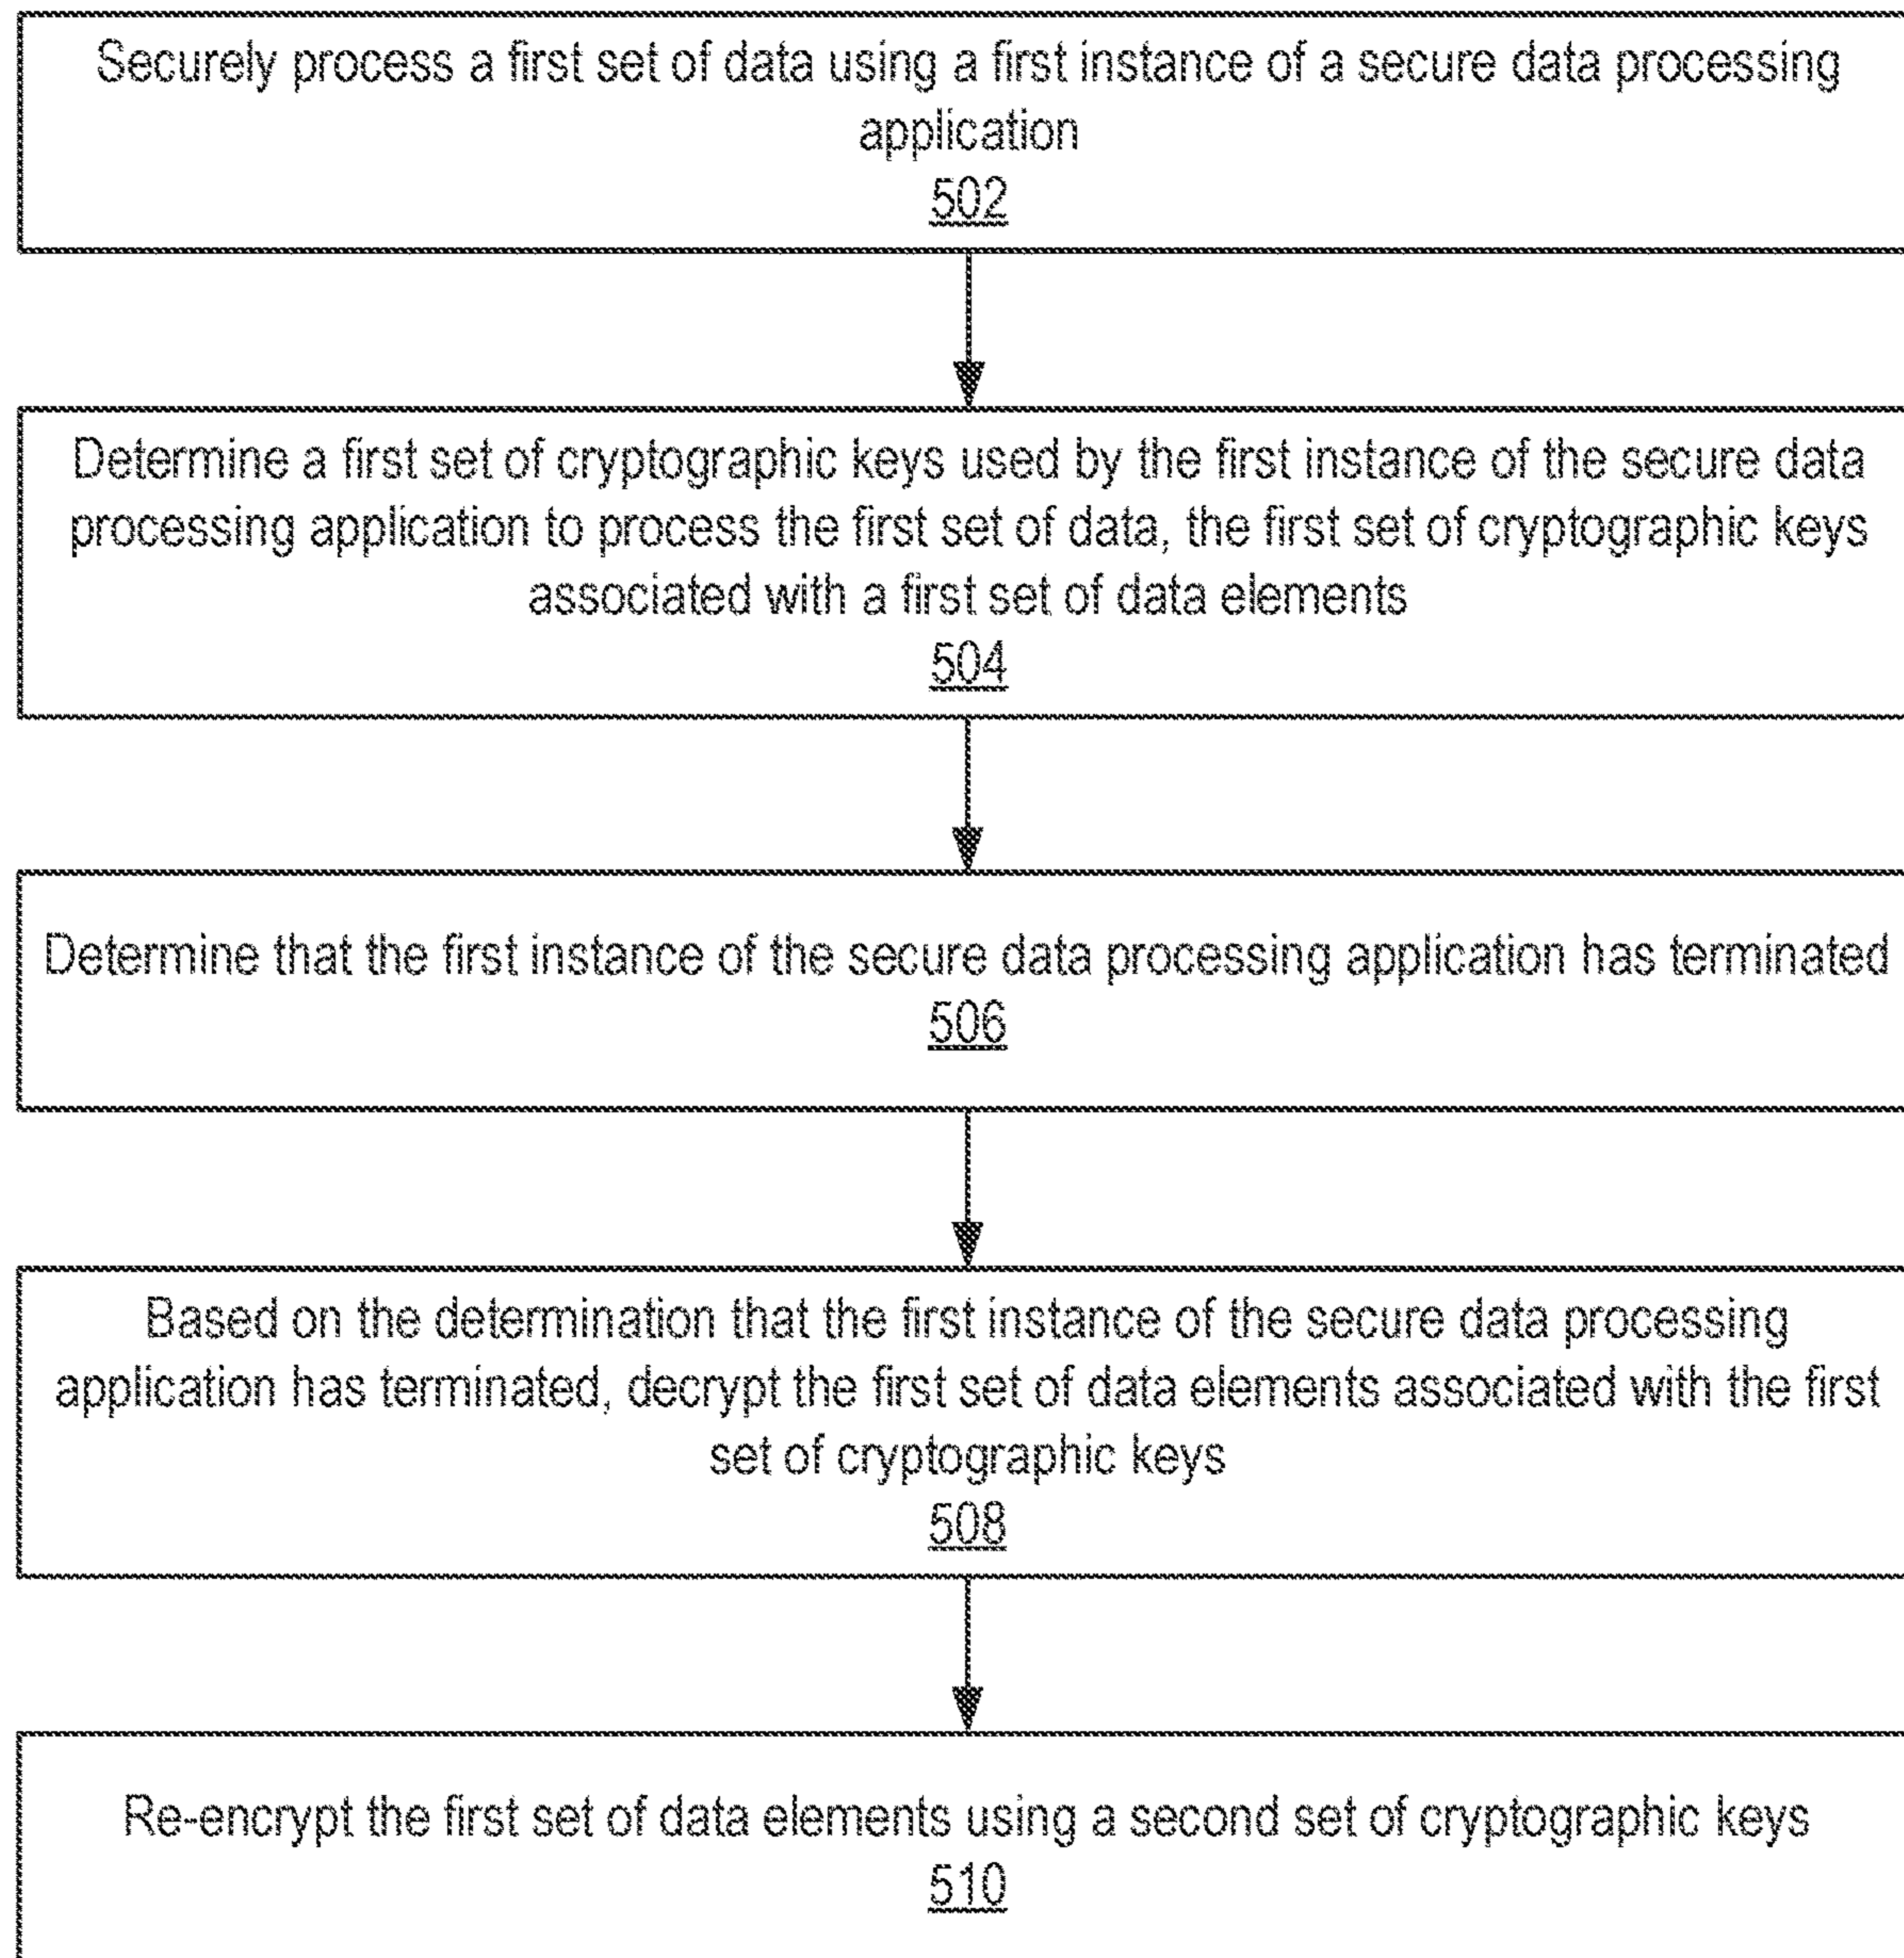 Securely process a first set of data using a first instance of a secure data processing
application
502
Determine a first set of cryptographic keys used by the first instance of the secure data
processing application to process the first set of data, the first set of cryptographic keys
associated with a first set of data elements
504
Determine that the first instance of the secure data processing application has terminated
506
Based on the determination that the first instance of the secure data processing
application has terminated, decrypt the first set of data elements associated with the first
set of cryptographic keys
508
Re-encrypt the first set of data elements using a second set of cryptographic keys
510